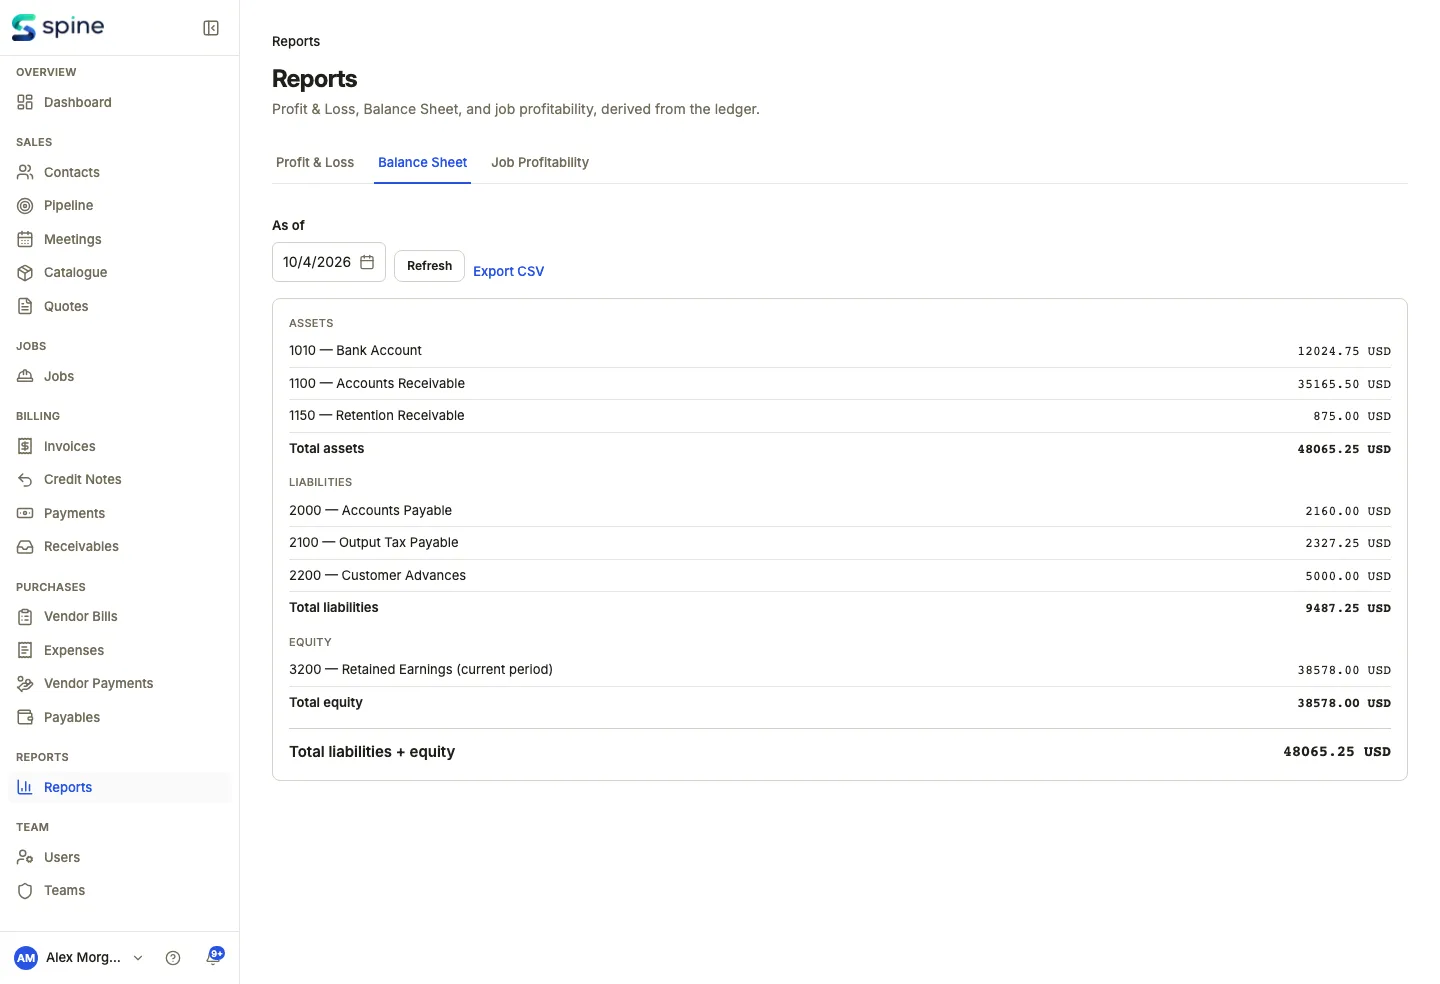 spine
OVERVIEW
Dashboard
SALES
Contacts
Pipeline
Meetings
Catalogue
Quotes
JOBS
Jobs
BILLING
Invoices
Credit Notes
Payments
Receivables
PURCHASES
Vendor Bills
Expenses
Vendor Payments
Payables
REPORTS
Reports
TEAM
Users
Teams
AM Alex Morg... 9+
Reports
Reports
Profit & Loss, Balance Sheet, and job profitability, derived from the ledger.
Profit & Loss Balance Sheet Job Profitability
As of
10/4/2026 Refresh Export CSV
ASSETS
1010 — Bank Account 12024.75 USD
1100 — Accounts Receivable 35165.50 USD
1150 — Retention Receivable 875.00 USD
Total assets 48065.25 USD
LIABILITIES
2000 — Accounts Payable 2160.00 USD
2100 — Output Tax Payable 2327.25 USD
2200 — Customer Advances 5000.00 USD
Total liabilities 9487.25 USD
EQUITY
3200 — Retained Earnings (current period) 38578.00 USD
Total equity 38578.00 USD
Total liabilities + equity 48065.25 USD